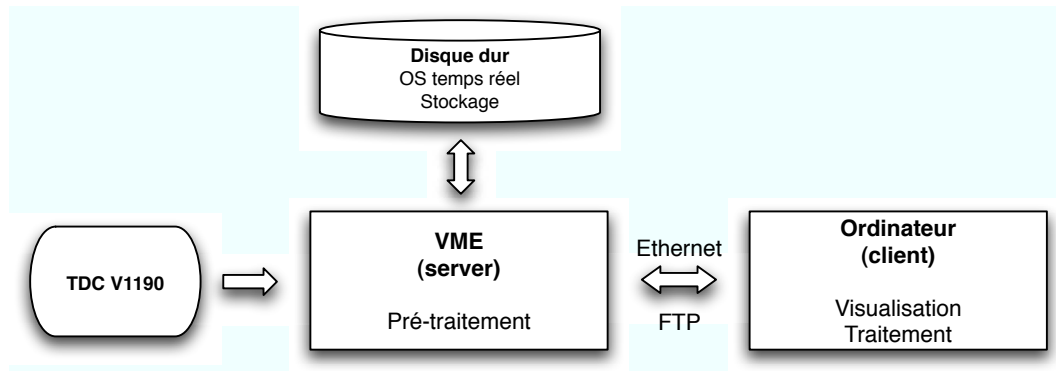 Disque dur
OS temps réel
Stockage
TDC V1190
VME
(server)
Pré-traitement
Ethernet
FTP
Ordinateur
(client)
Visualisation
Traitement